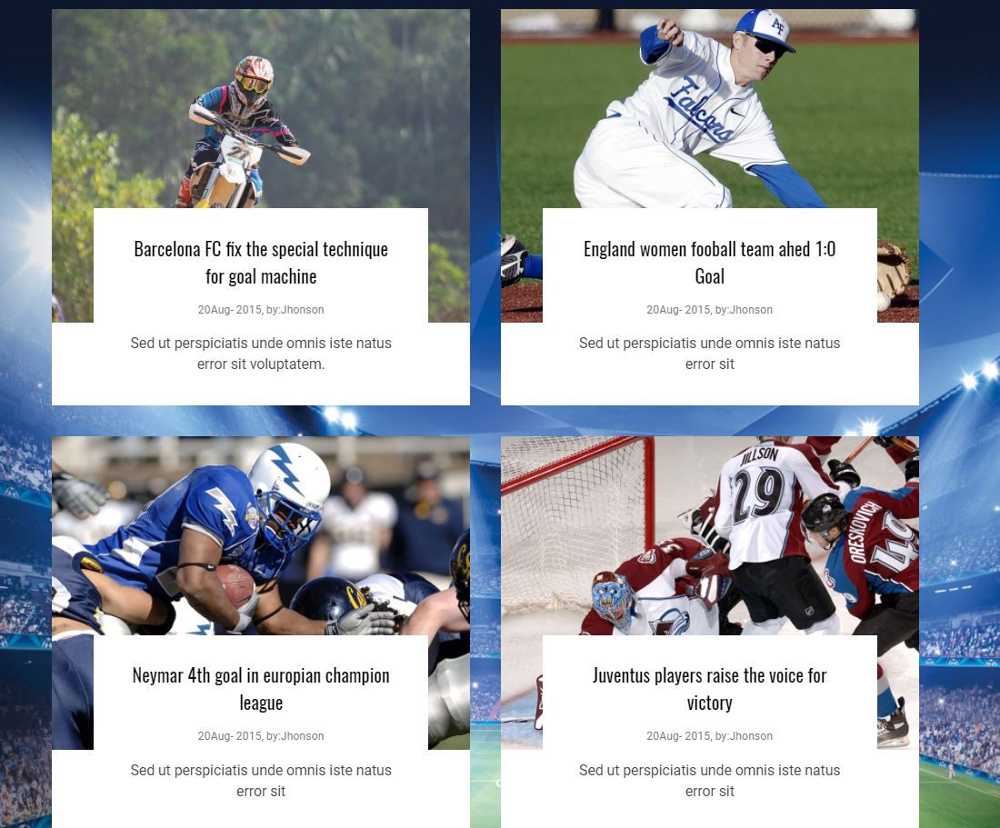 AF
Falcons
Barcelona FC fix the special technique
for goal machine
20Aug- 2015, by:Jhonson
Sed ut perspiciatis unde omnis iste natus
error sit voluptatem.
England women fooball team ahed 1:0
Goal
20Aug- 2015, by:Jhonson
Sed ut perspiciatis unde omnis iste natus
error sit
Neymar 4th goal in europian champion
league
20Aug- 2015, by:Jhonson
Sed ut perspiciatis unde omnis iste natus
error sit
JILLSON
29
ORESKOVICH
Juventus players raise the voice for
victory
20Aug- 2015, by:Jhonson
Sed ut perspiciatis unde omnis iste natus
error sit